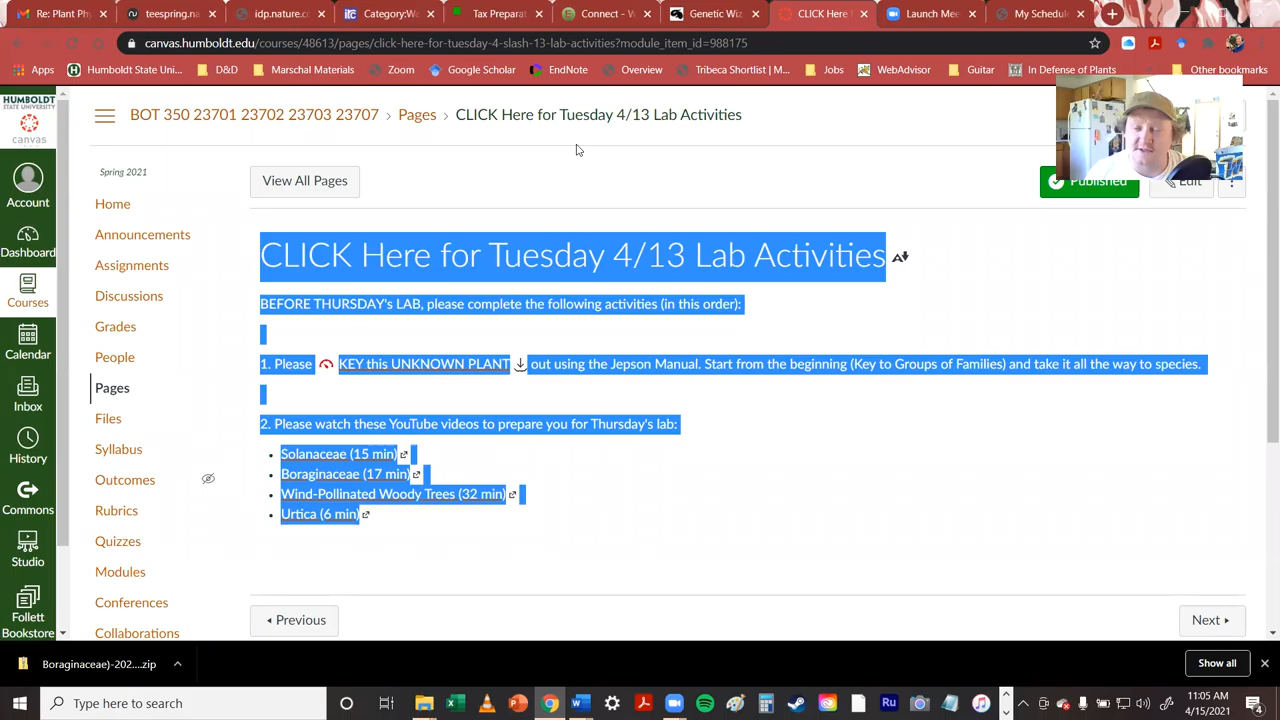 Re: Plant Phy
teespring.na
idp.nature.c
Category:We
Tax Preparat
Connect - W
Genetic Wiz
CLICK Here
Launch Mee
My Schedul
canvas.humboldt.edu/courses/48613/pages/click-here-for-tuesday-4-slash-13-lab-activities?module_item_id=988175
Apps
Humboldt State Uni...
D&D
Marschal Materials
Zoom
Google Scholar
EndNote
Overview
Tribeca Shortlist | M...
Jobs
WebAdvisor
Guitar
In Defense of Plants
Other bookmarks
HUMBOLDT
STATE UNIVERSITY
canvas
Account
Dashboard
Courses
Calendar
Inbox
History
Commons
Studio
Follett
Bookstore
BOT 350 23701 23702 23703 23707 › Pages › CLICK Here for Tuesday 4/13 Lab Activities
Spring 2021
Home
Announcements
Assignments
Discussions
Grades
People
Pages
Files
Syllabus
Outcomes
Rubrics
Quizzes
Modules
Conferences
Collaborations
View All Pages
Published
Edit
CLICK Here for Tuesday 4/13 Lab Activities
BEFORE THURSDAY's LAB, please complete the following activities (in this order):
1. Please KEY this UNKNOWN PLANT out using the Jepson Manual. Start from the beginning (Key to Groups of Families) and take it all the way to species.
2. Please watch these YouTube videos to prepare you for Thursday's lab:
Solanaceae (15 min)
Boraginaceae (17 min)
Wind-Pollinated Woody Trees (32 min)
Urtica (6 min)
Previous
Next
Boraginaceae)-202....zip
Show all
Type here to search
Ru
11:05 AM
4/15/2021